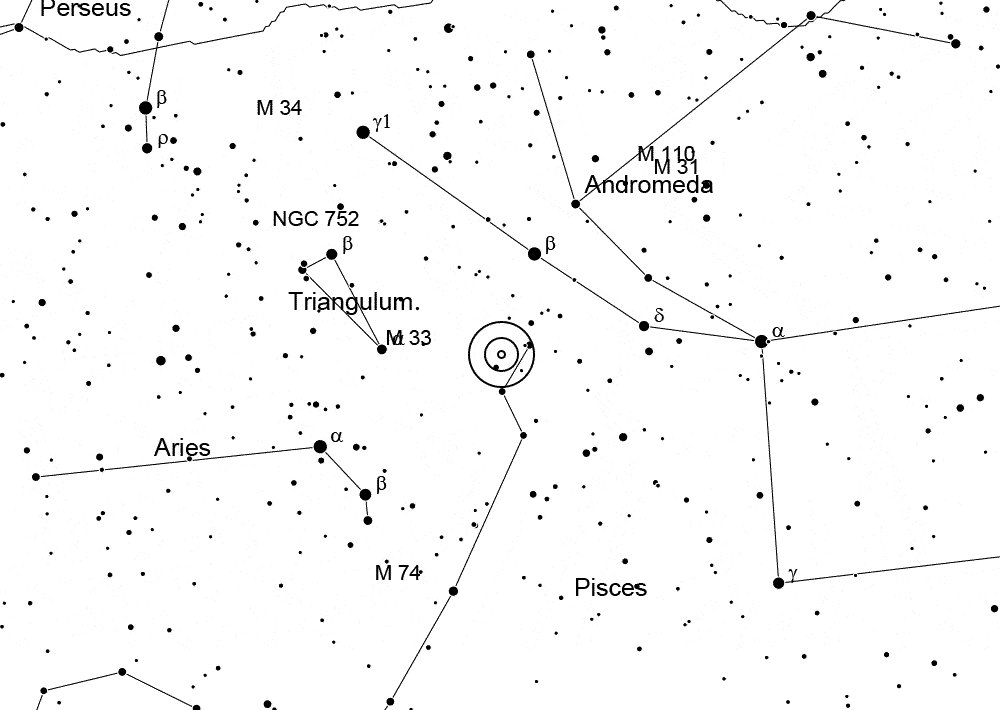 Perseus
β
ρ
M 34
γ1
M 110
M 31
Andromeda
NGC 752
β
β
Triangulum.
δ
α
M 33
α
Aries
α
β
M 74
Pisces
γ